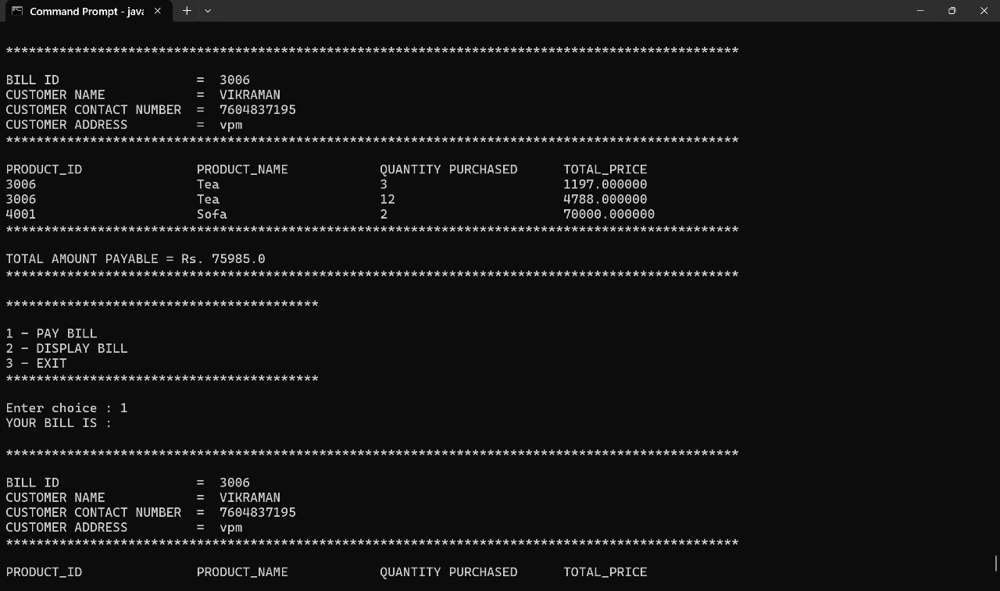 Command Prompt - java
************************************************************************************************
BILL ID = 3006
CUSTOMER NAME = VIKRAMAN
CUSTOMER CONTACT NUMBER = 7604837195
CUSTOMER ADDRESS = vpm
************************************************************************************************
PRODUCT_ID PRODUCT_NAME QUANTITY PURCHASED TOTAL_PRICE
3006 Tea 3 1197.000000
3006 Tea 12 4788.000000
4001 Sofa 2 70000.000000
************************************************************************************************
TOTAL AMOUNT PAYABLE = Rs. 75985.0
************************************************************************************************
*****************************************
1 - PAY BILL
2 - DISPLAY BILL
3 - EXIT
*****************************************
Enter choice : 1
YOUR BILL IS :
************************************************************************************************
BILL ID = 3006
CUSTOMER NAME = VIKRAMAN
CUSTOMER CONTACT NUMBER = 7604837195
CUSTOMER ADDRESS = vpm
************************************************************************************************
PRODUCT_ID PRODUCT_NAME QUANTITY PURCHASED TOTAL_PRICE